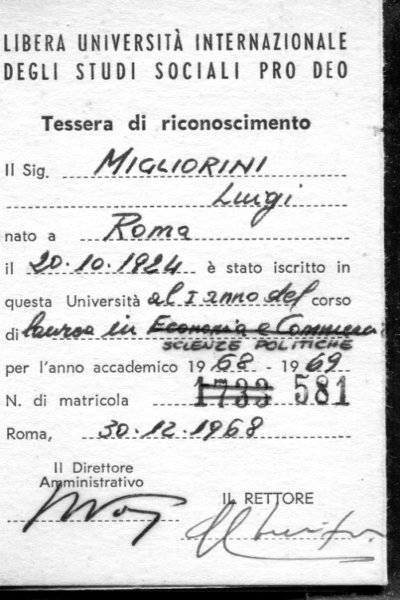 LIBERA UNIVERSITÀ INTERNAZIONALE
DEGLI STUDI SOCIALI PRO DEO
Tessera di riconoscimento
Il Sig. MIGLIORINI
Luigi
nato a Roma
il 20.10.1924 è stato iscritto in
questa Università al I anno del corso
di laurea in Economia e Commercio
SCIENZE POLITICHE
per l'anno accademico 1968 - 1969
N. di matricola 1733 581
Roma, 30.12.1968
Il Direttore
Amministrativo
IL RETTORE